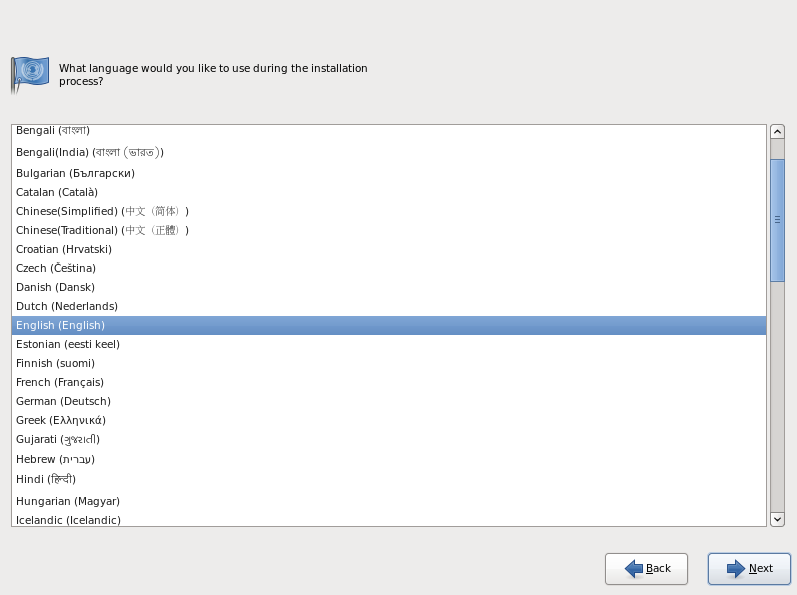 What language would you like to use during the installation
process?
Bengali (বাংলা)
Bengali(India) (বাংলা (ভারত))
Bulgarian (Български)
Catalan (Català)
Chinese(Simplified) (中文（简体）)
Chinese(Traditional) (中文（正體）)
Croatian (Hrvatski)
Czech (Čeština)
Danish (Dansk)
Dutch (Nederlands)
English (English)
Estonian (eesti keel)
Finnish (suomi)
French (Français)
German (Deutsch)
Greek (Ελληνικά)
Gujarati (ગુજરાતી)
Hebrew (עברית)
Hindi (हिन्दी)
Hungarian (Magyar)
Icelandic (Icelandic)
Back
Next